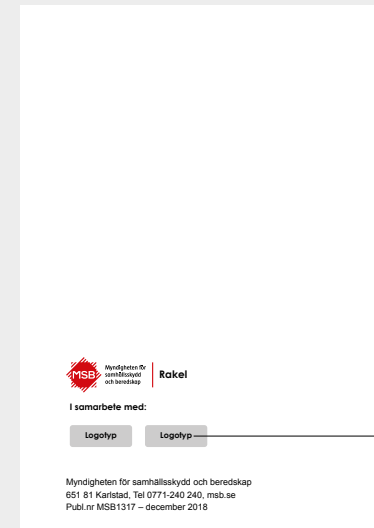 MSB
Myndigheten för
samhällsskydd
och beredskap
Rakel
I samarbete med:
Logotyp Logotyp
Myndigheten för samhällsskydd och beredskap
651 81 Karlstad, Tel 0771-240 240, msb.se
Publ.nr MSB1317 – december 2018